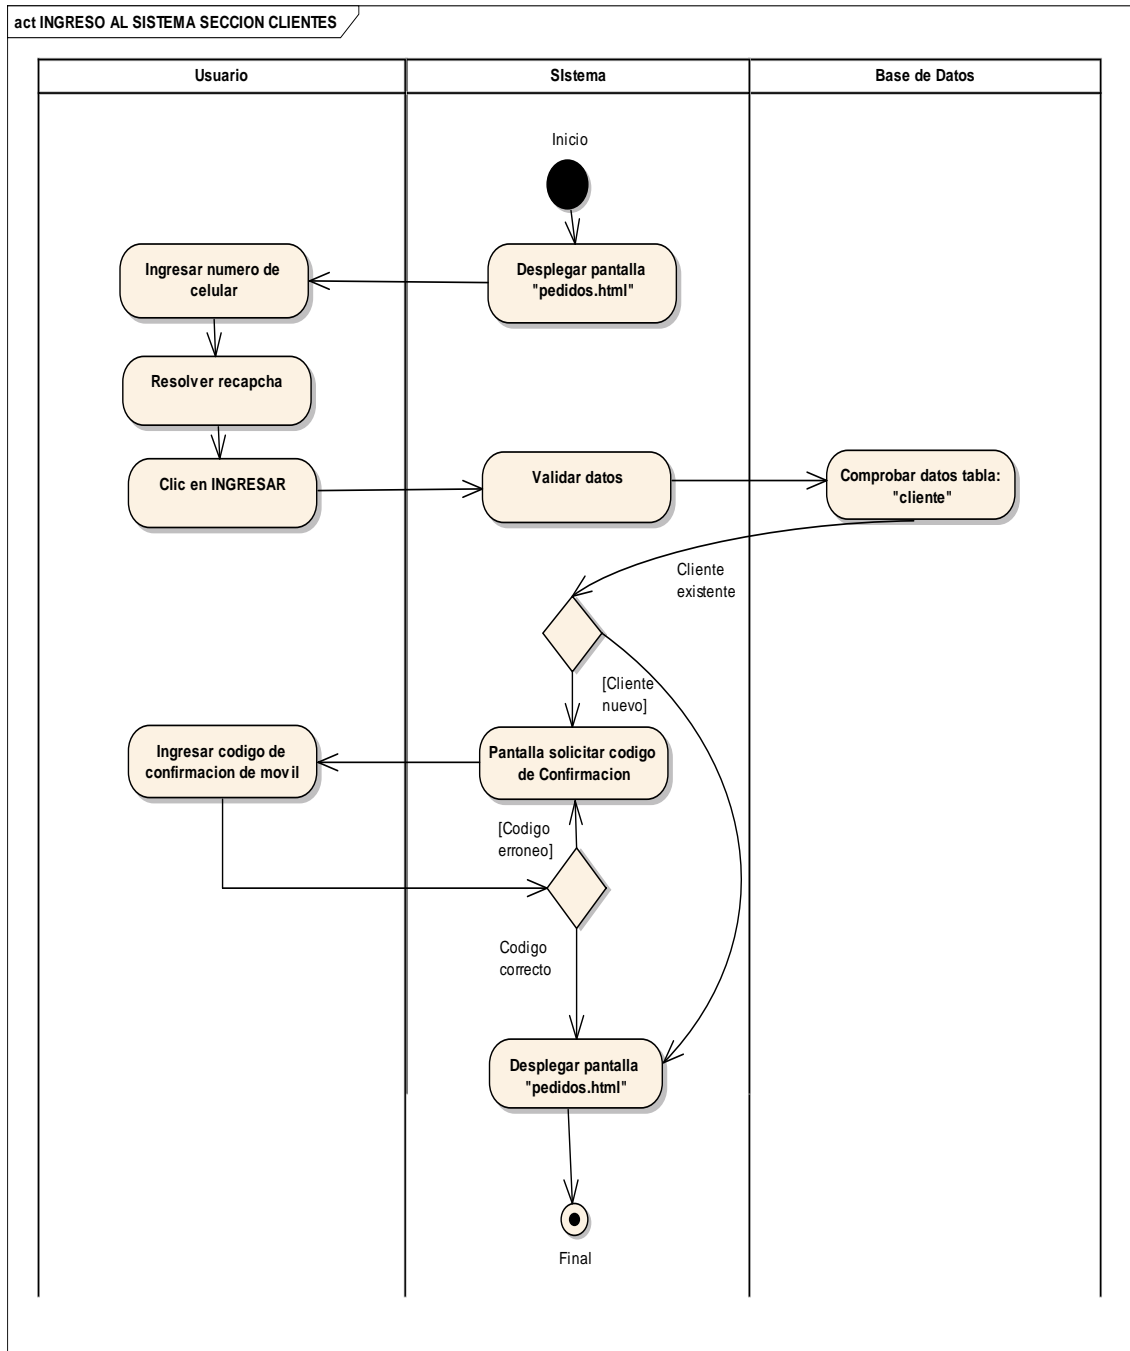 act INGRESO AL SISTEMA SECCION CLIENTES
Usuario
SIstema
Base de Datos
Inicio
Ingresar numero de
celular
Desplegar pantalla
"pedidos.html"
Resolver recapcha
Clic en INGRESAR
Validar datos
Comprobar datos tabla:
"cliente"
Cliente
existente
[Cliente
nuevo]
Ingresar codigo de
confirmacion de movil
Pantalla solicitar codigo
de Confirmacion
[Codigo
erroneo]
Codigo
correcto
Desplegar pantalla
"pedidos.html"
Final